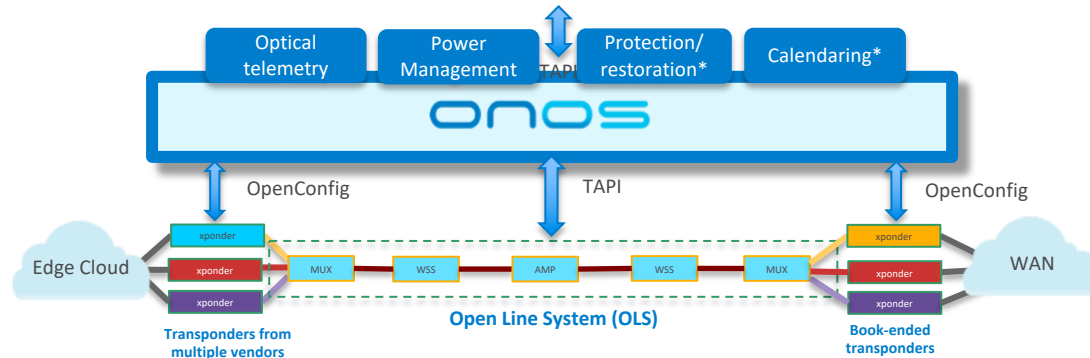 Optical
telemetry
Power
Management
Protection/
restoration*
Calendaring*
TAPI
onos
OpenConfig
TAPI
OpenConfig
Edge Cloud
xponder
xponder
xponder
MUX
WSS
AMP
WSS
MUX
xponder
xponder
xponder
WAN
Transponders from
multiple vendors
Open Line System (OLS)
Book-ended
transponders